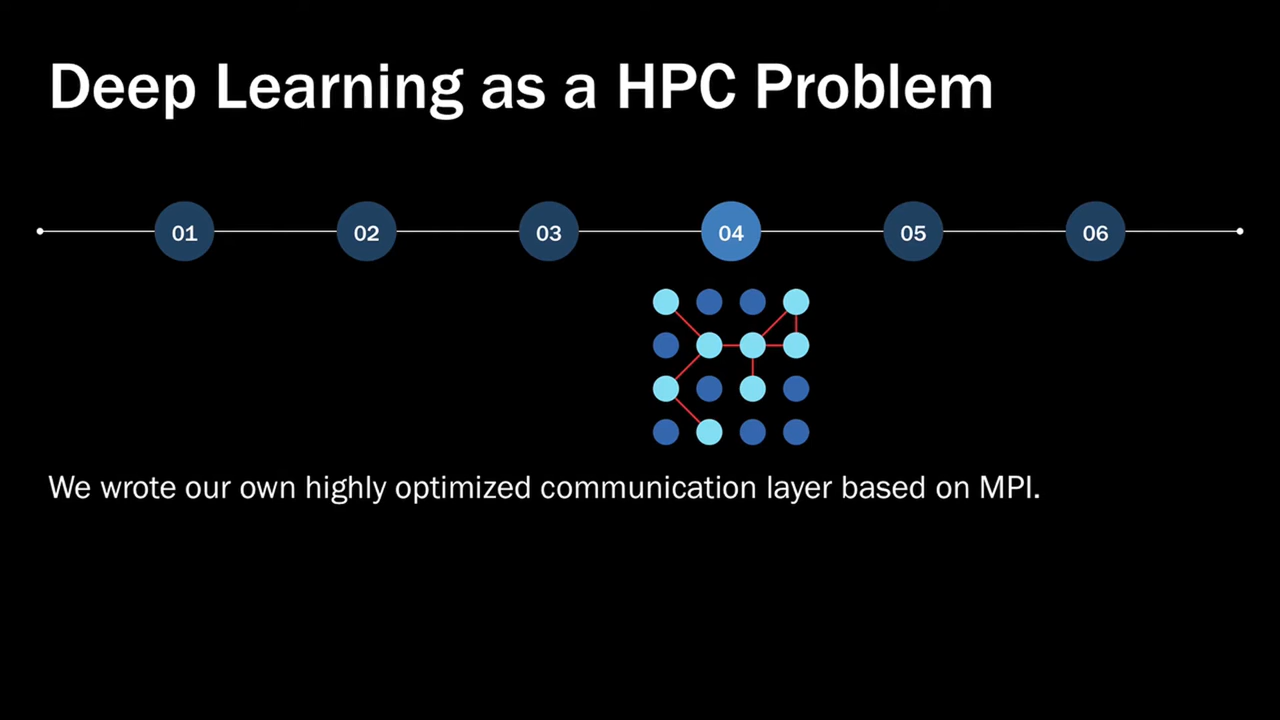 Deep Learning as a HPC Problem
01 02 03 04 05 06
We wrote our own highly optimized communication layer based on MPI.